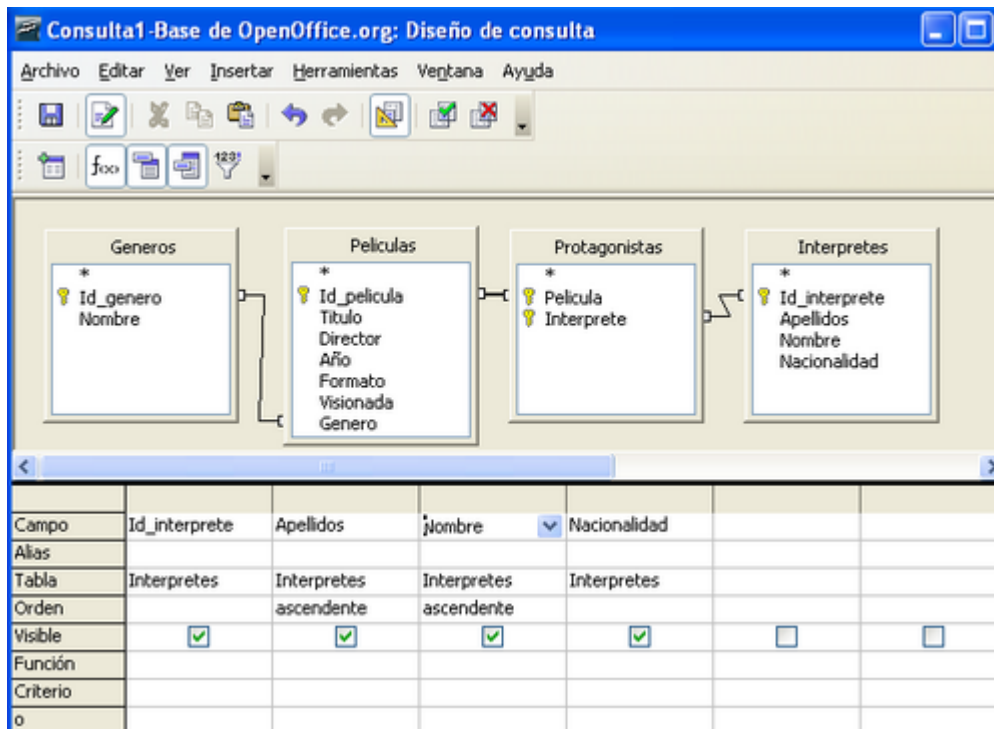 Consulta1-Base de OpenOffice.org: Diseño de consulta
Archivo Editar Ver Insertar Herramientas Ventana Ayuda
f(x) 123!
Generos Peliculas Protagonistas Interpretes
*
Id_genero
Nombre
*
Id_pelicula
Titulo
Director
Año
Formato
Visionada
Genero
*
Pelicula
Interprete
*
Id_interprete
Apellidos
Nombre
Nacionalidad
Campo Id_interprete Apellidos Nombre Nacionalidad
Alias
Tabla Interpretes Interpretes Interpretes Interpretes
Orden ascendente ascendente
Visible
Función
Criterio
o